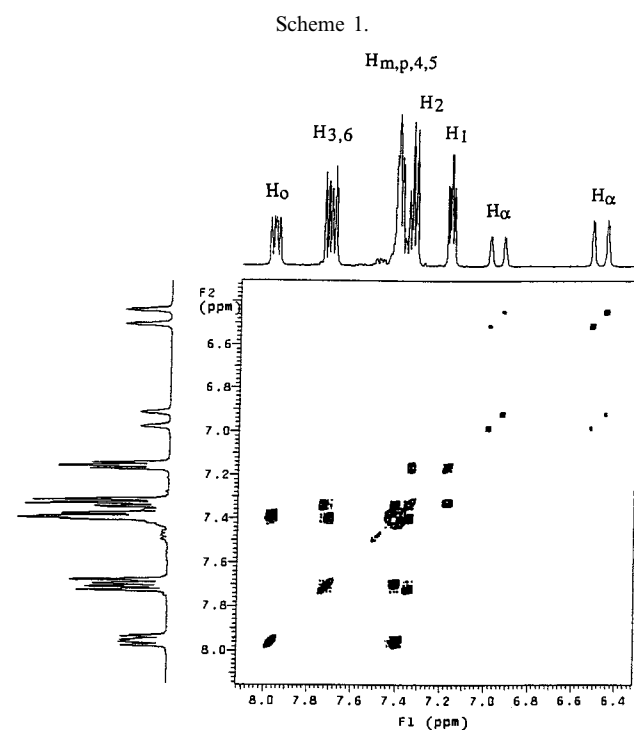 Scheme 1.
Hm,p,4,5
H2
H3,6
H1
Ho
Hα
Hα
F2
(ppm)
6.6
6.8
7.0
7.2
7.4
7.6
7.8
8.0
8.0 7.8 7.6 7.4 7.2 7.0 6.8 6.6 6.4
F1 (ppm)